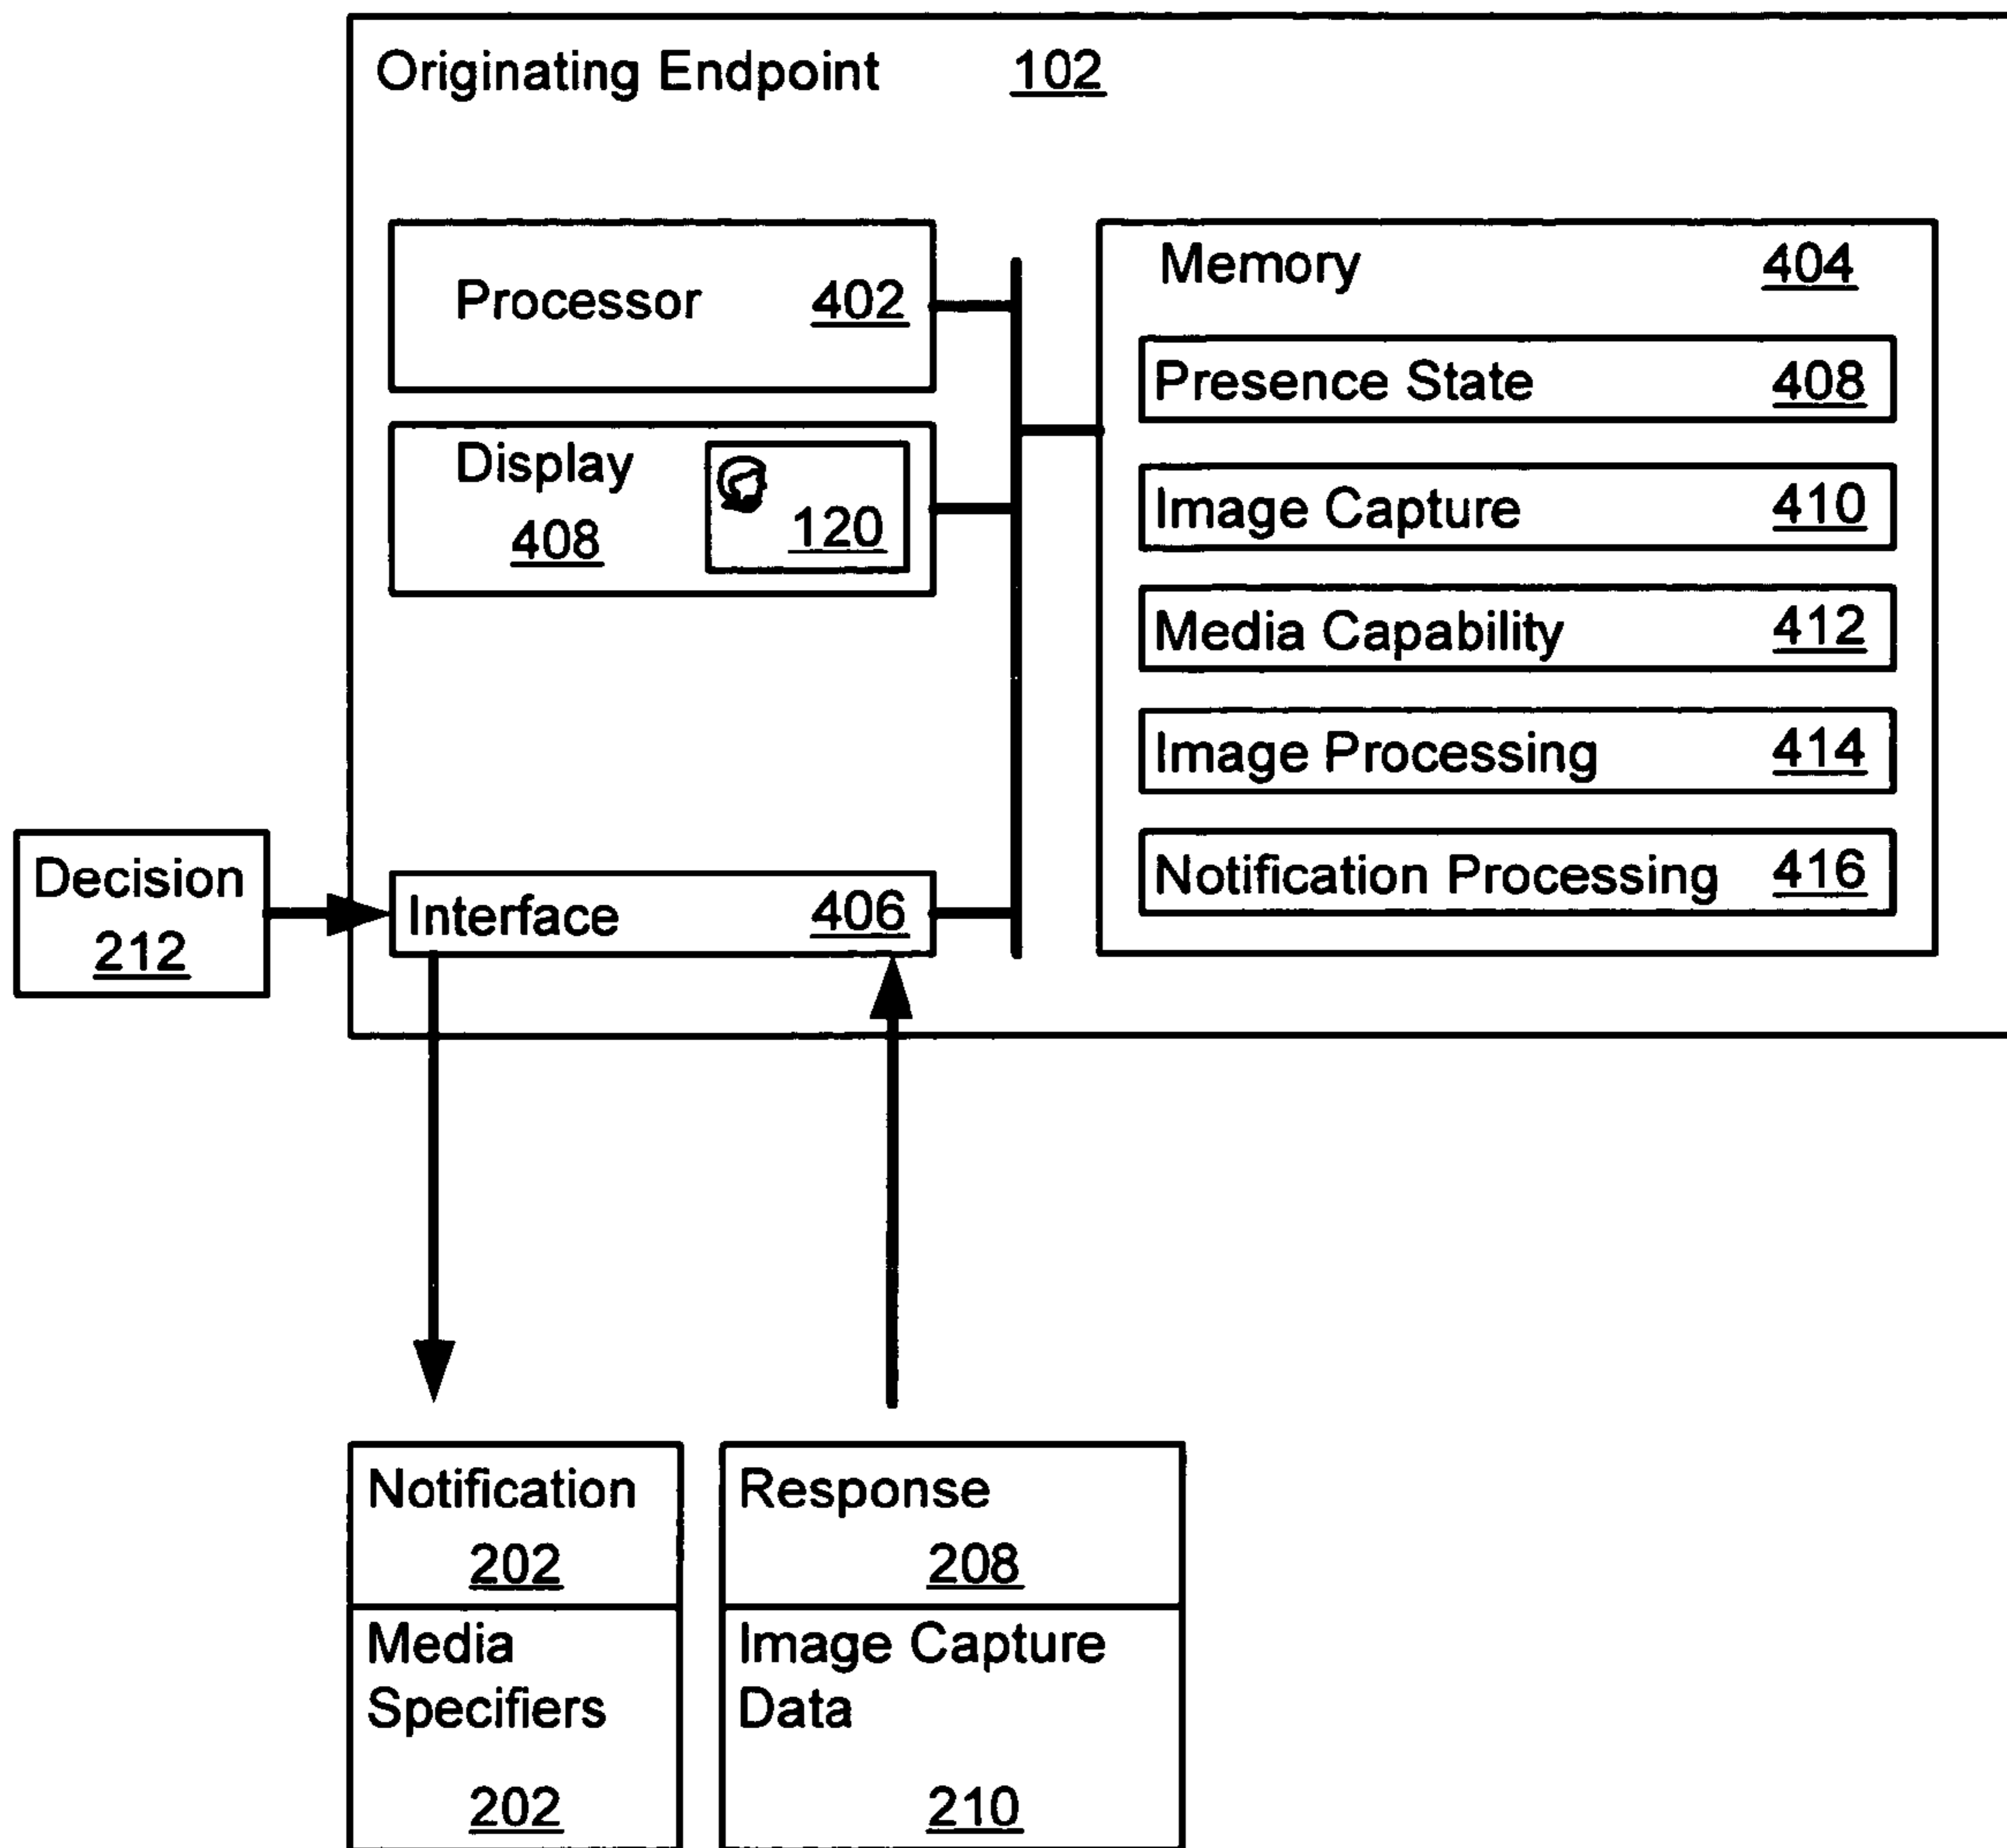 Originating Endpoint 102
Processor 402
Display
408
120
Memory 404
Presence State 408
Image Capture 410
Media Capability 412
Image Processing 414
Notification Processing 416
Decision
212
Interface 406
Notification
202
Media
Specifiers
202
Response
208
Image Capture
Data
210